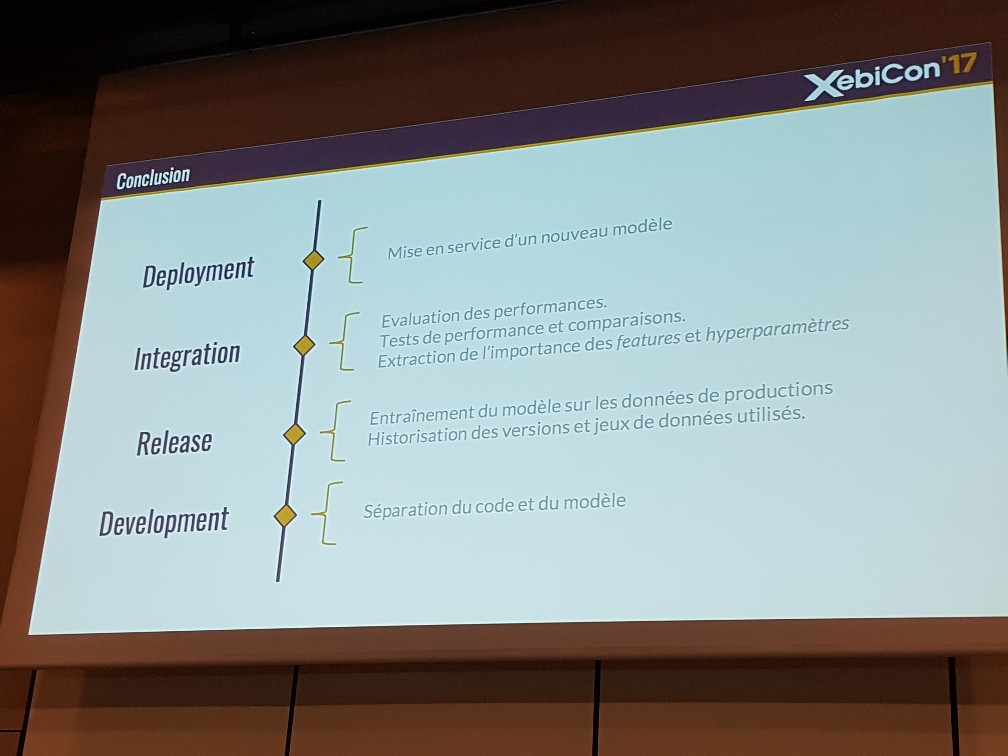 XebiCon'17
Conclusion
Deployment
Mise en service d'un nouveau modèle
Integration
Evaluation des performances.
Tests de performance et comparaisons.
Extraction de l'importance des features et hyperparamètres
Release
Entraînement du modèle sur les données de productions
Historisation des versions et jeux de données utilisés.
Development
Séparation du code et du modèle